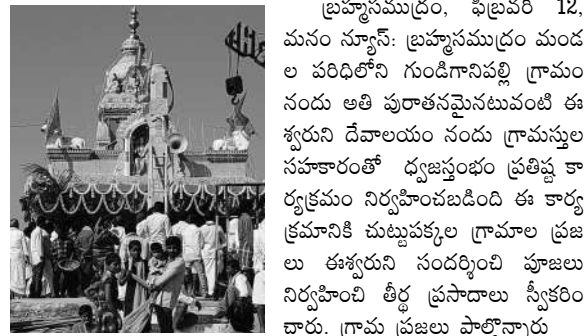 బ్రహ్మసముద్రం, ఫిబ్రవరి 12,
మనం న్యూస్: బ్రహ్మసముద్రం మండ
ల పరిధిలోని గుండిగానిపల్లి గ్రామం
నందు అతి పురాతనమైనటువంటి ఈ
శ్వరుని దేవాలయం నందు గ్రామస్తుల
సహకారంతో ధ్వజస్తంభం ప్రతిష్ట కా
ర్యక్రమం నిర్వహించబడింది ఈ కార్య
క్రమానికి చుట్టుపక్కల గ్రామాల ప్రజ
లు ఈశ్వరుని సందర్శించి పూజలు
నిర్వహించి తీర్థ ప్రసాదాలు స్వీకరిం
చారు. గ్రామ ప్రజలు పాల్గొన్నారు